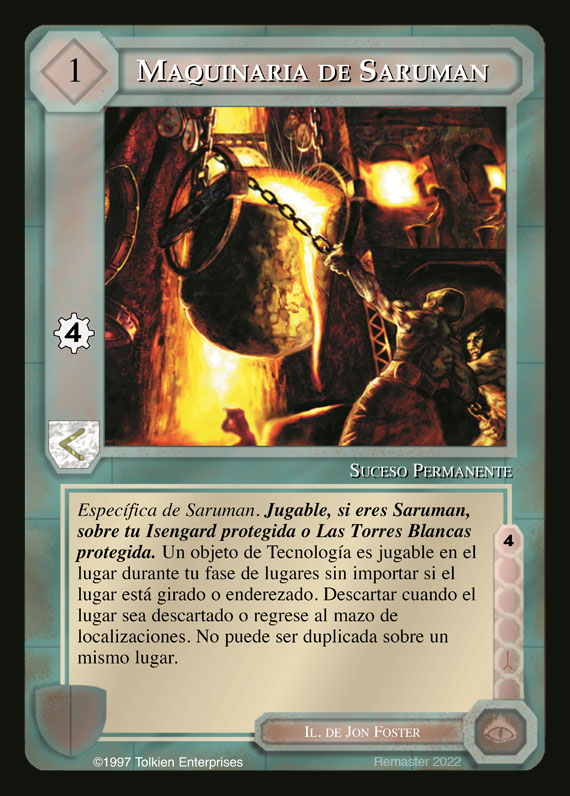 1
Maquinaria de Saruman
4
Suceso Permanente
Específica de Saruman. Jugable, si eres Saruman,
sobre tu Isengard protegida o Las Torres Blancas
protegida. Un objeto de Tecnología es jugable en el
lugar durante tu fase de lugares sin importar si el
lugar está girado o enderezado. Descartar cuando el
lugar sea descartado o regrese al mazo de
localizaciones. No puede ser duplicada sobre un
mismo lugar.
4
Il. de Jon Foster
©1997 Tolkien Enterprises
Remaster 2022